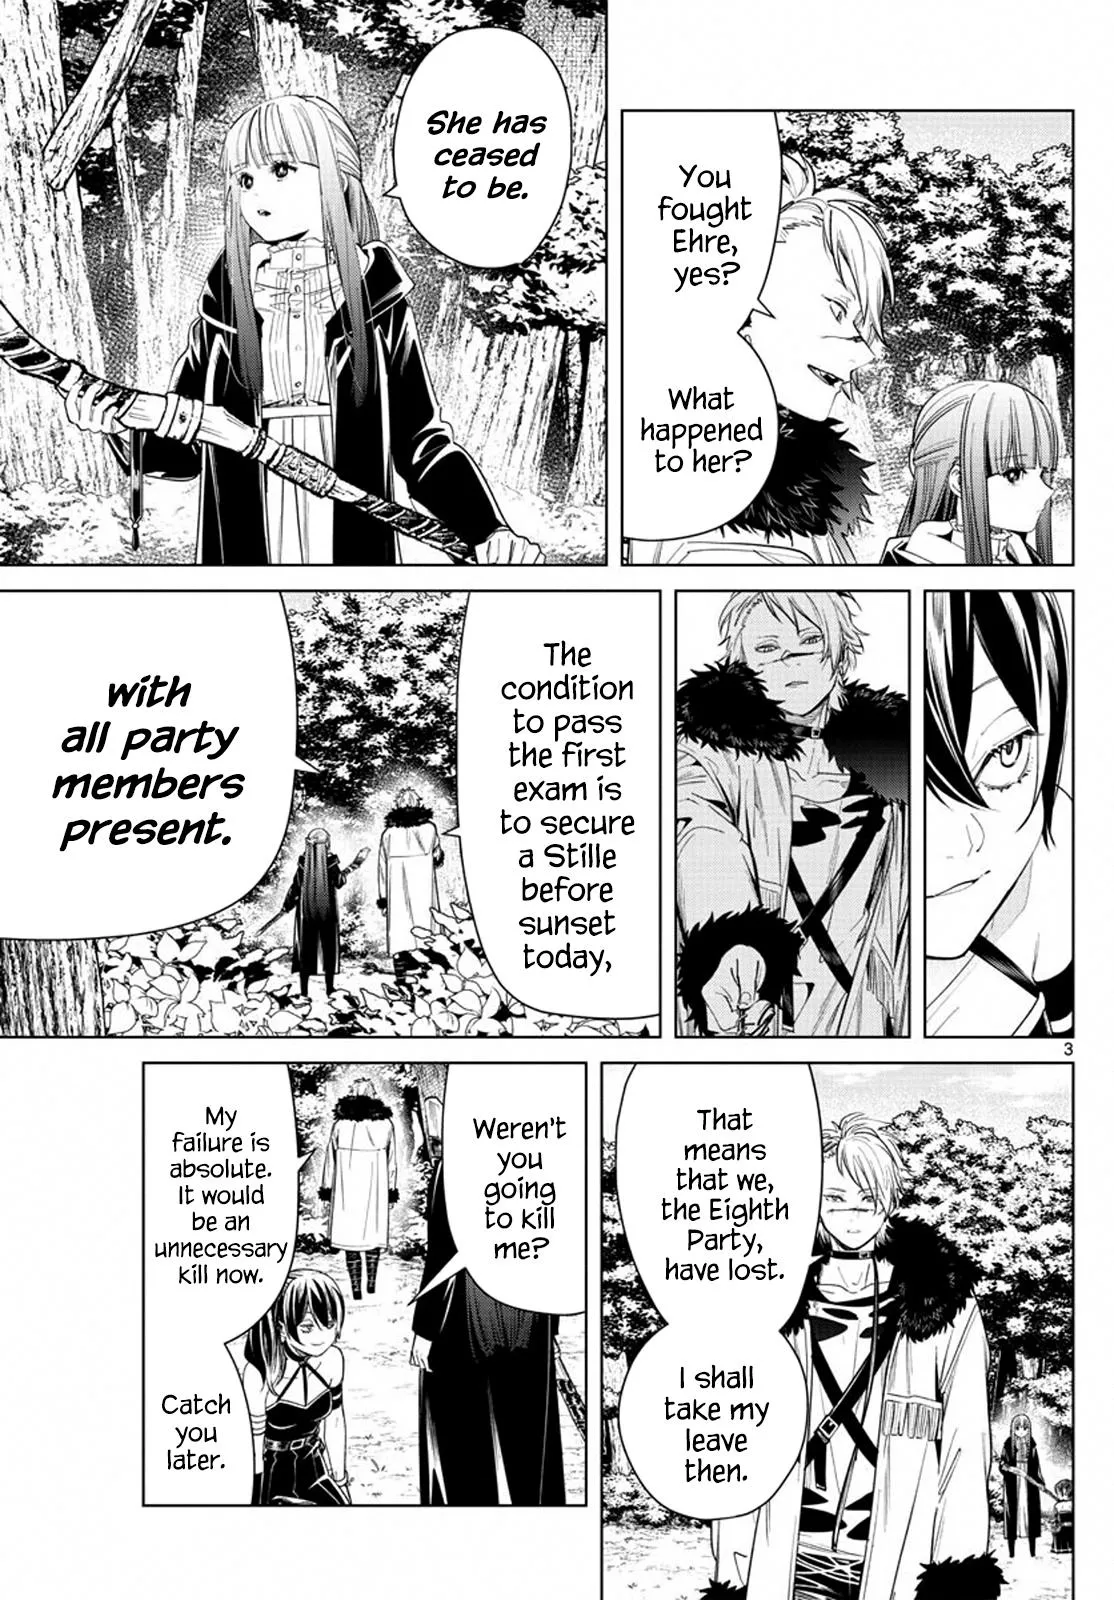 You
fought
Ehre,
yes?
What
happened
to her?
She has
ceased
to be.
The
condition
to pass
the first
exam is
to secure
a Stille
before
sunset
today,
with
all party
members
present.
3
That
means
that we,
the Eighth
Party,
have lost.
I shall
take my
leave
then.
Weren't
you
going
to kill
me?
My
failure is
absolute.
It would
be an
unnecessary
kill now.
Catch
you
later.